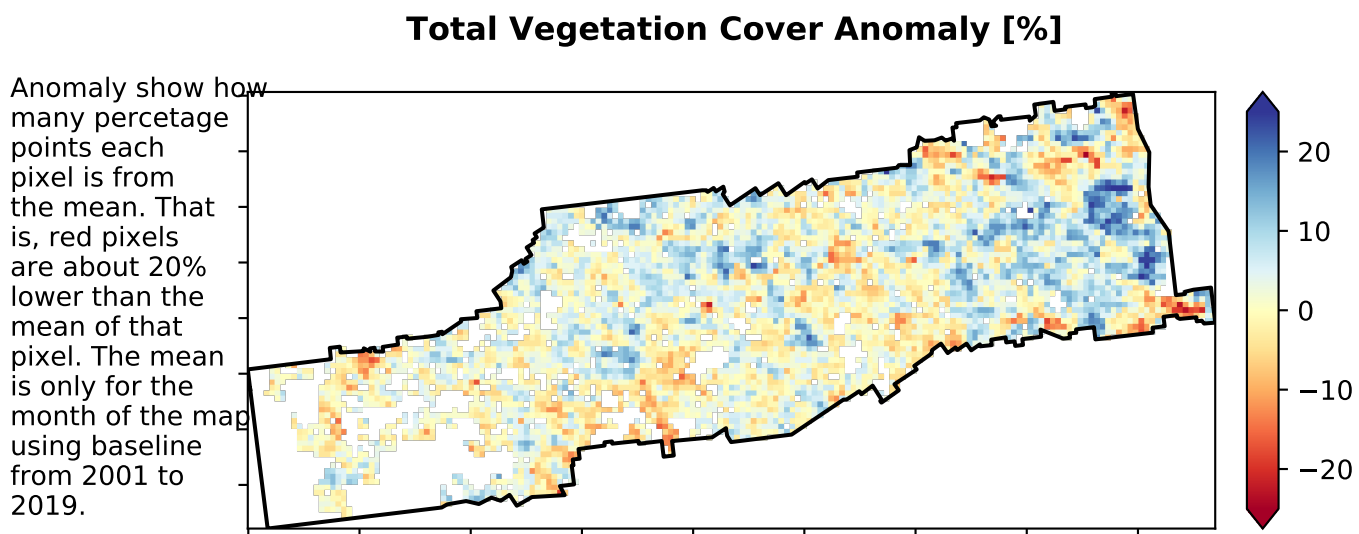 Total Vegetation Cover Anomaly [%]
Anomaly show how
many percetage
points each
pixel is from
the mean. That
is, red pixels
are about 20%
lower than the
mean of that
pixel. The mean
is only for the
month of the map
using baseline
from 2001 to
2019.
20
10
0
−10
−20